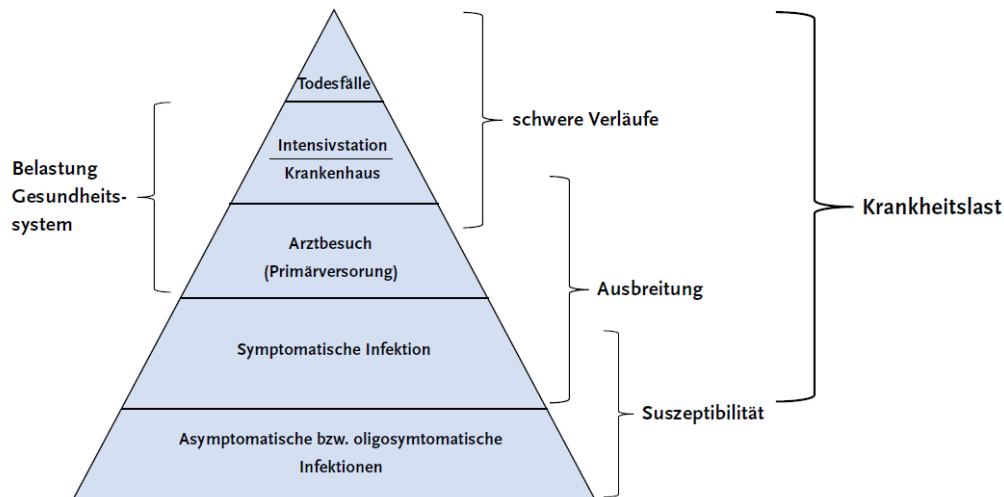 Todesfälle
Intensivstation
Krankenhaus
Arztbesuch
(Primärversorung)
Symptomatische Infektion
Asymptomatische bzw. oligosymtomatische
Infektionen
Belastung
Gesundheits-
system
schwere Verläufe
Ausbreitung
Suszeptibilität
Krankheitslast